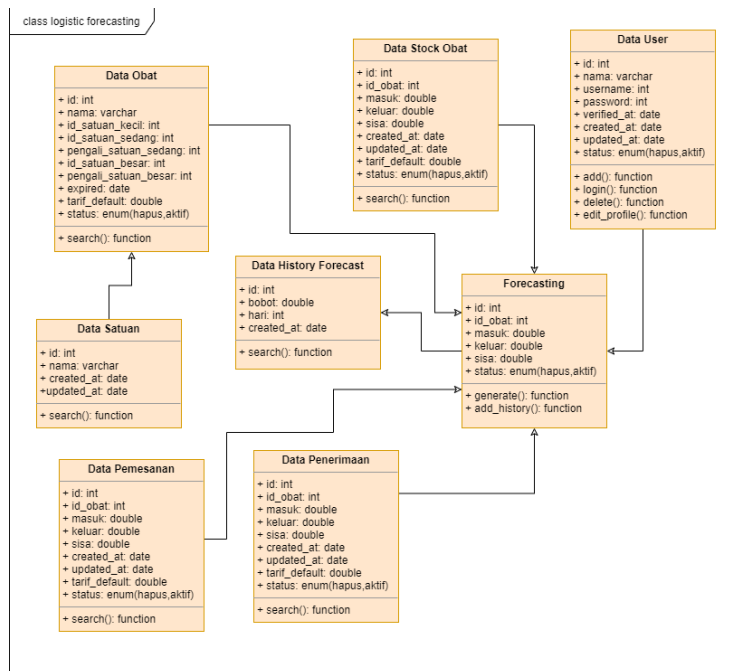 class logistic forecasting
Data Obat
+ id: int
+ nama: varchar
+ id_satuan_kecil: int
+ id_satuan_sedang: int
+ pengali_satuan_sedang: int
+ id_satuan_besar: int
+ pengali_satuan_besar: int
+ expired: date
+ tarif_default: double
+ status: enum(hapus,aktif)
+ search(): function
Data Stock Obat
+ id: int
+ id_obat: int
+ masuk: double
+ keluar: double
+ sisa: double
+ created_at: date
+ updated_at: date
+ tarif_default: double
+ status: enum(hapus,aktif)
+ search(): function
Data User
+ id: int
+ nama: varchar
+ username: int
+ password: int
+ verified_at: date
+ created_at: date
+ updated_at: date
+ status: enum(hapus,aktif)
+ add(): function
+ login(): function
+ delete(): function
+ edit_profile(): function
Data History Forecast
+ id: int
+ bobot: double
+ hari: int
+ created_at: date
+ search(): function
Forecasting
+ id: int
+ id_obat: int
+ masuk: double
+ keluar: double
+ sisa: double
+ status: enum(hapus,aktif)
+ generate(): function
+ add_history(): function
Data Satuan
+ id: int
+ nama: varchar
+ created_at: date
+updated_at: date
+ search(): function
Data Pemesanan
+ id: int
+ id_obat: int
+ masuk: double
+ keluar: double
+ sisa: double
+ created_at: date
+ updated_at: date
+ tarif_default: double
+ status: enum(hapus,aktif)
+ search(): function
Data Penerimaan
+ id: int
+ id_obat: int
+ masuk: double
+ keluar: double
+ sisa: double
+ created_at: date
+ updated_at: date
+ tarif_default: double
+ status: enum(hapus,aktif)
+ search(): function